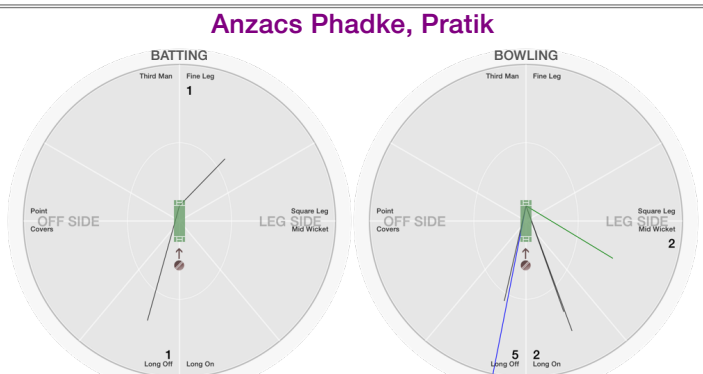 Anzacs Phadke, Pratik
BATTING
Third Man
Fine Leg
1
Point
OFF SIDE
Covers
Square Leg
LEG SIDE
Mid Wicket
1
Long Off
Long On
BOWLING
Third Man
Fine Leg
Point
OFF SIDE
Covers
Square Leg
LEG SIDE
Mid Wicket
2
5
2
Long Off
Long On